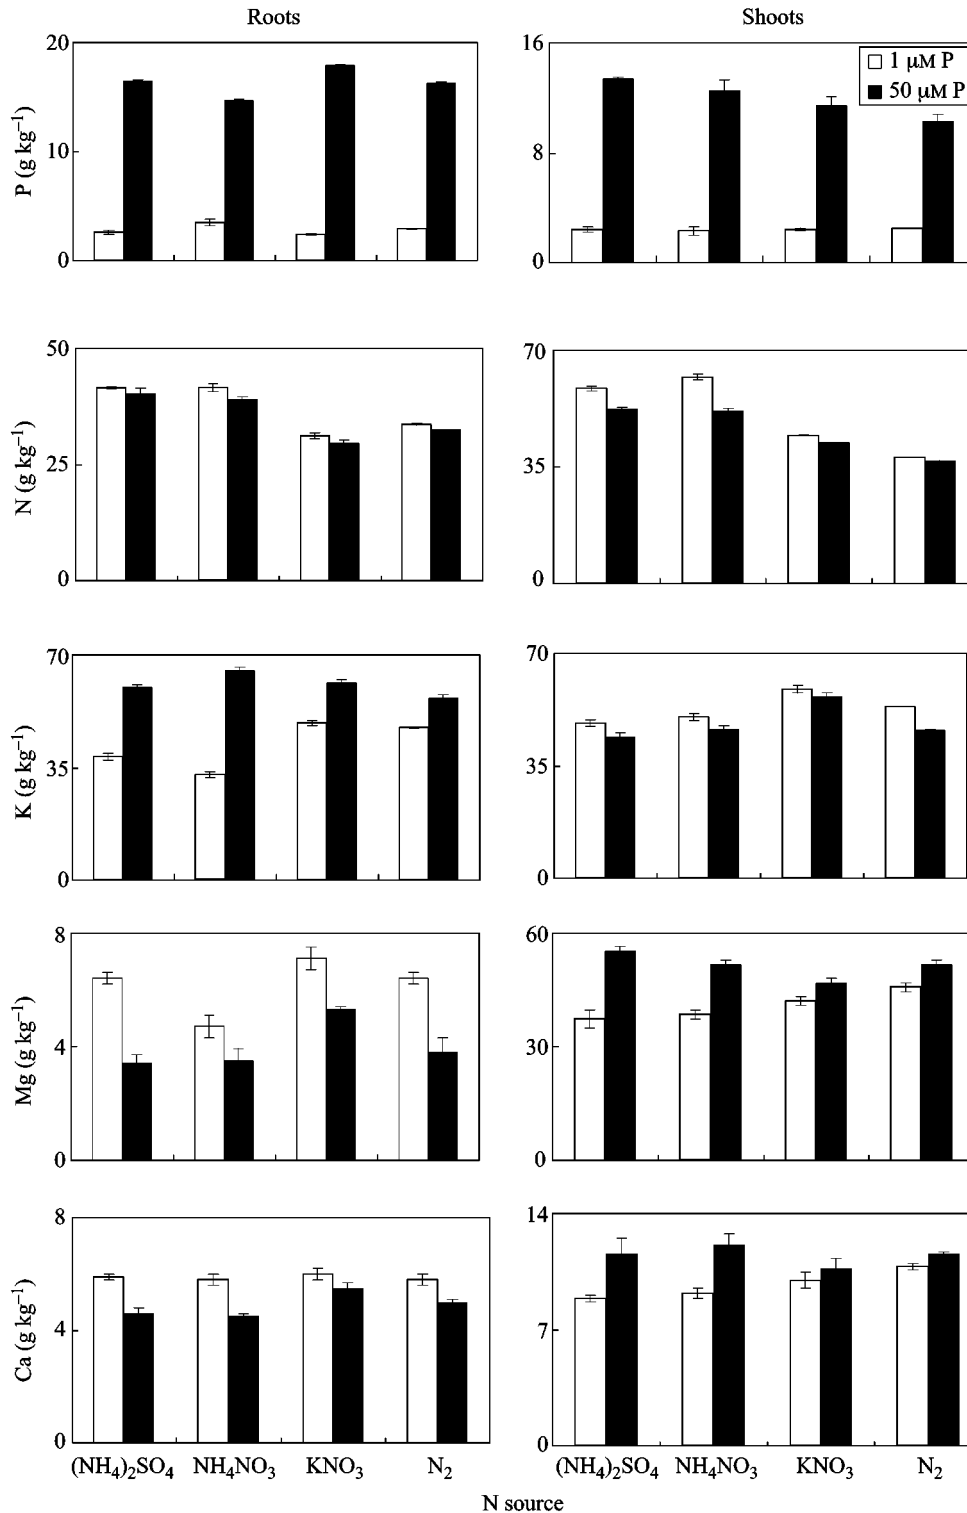 Roots
Shoots
P (g kg⁻¹)
20
10
0
16
8
0
1 μM P
50 μM P
N (g kg⁻¹)
50
25
0
70
35
0
K (g kg⁻¹)
70
35
0
70
35
0
Mg (g kg⁻¹)
8
4
0
60
30
0
Ca (g kg⁻¹)
8
4
0
14
7
0
(NH₄)₂SO₄ NH₄NO₃ KNO₃ N₂
(NH₄)₂SO₄ NH₄NO₃ KNO₃ N₂
N source